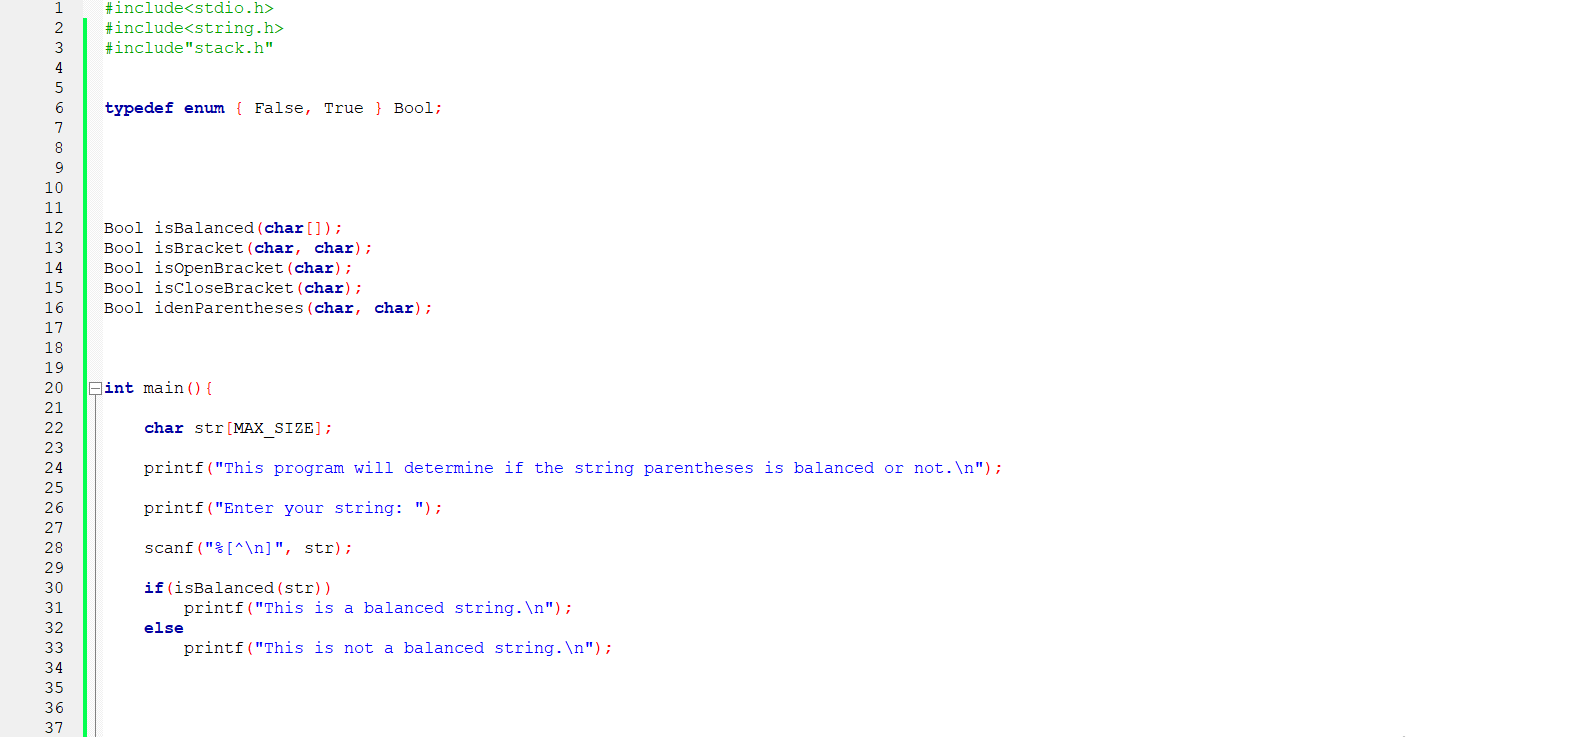 1 #include<stdio.h>
2 #include<string.h>
3 #include"stack.h"
4
5
6 typedef enum { False, True } Bool;
7
8
9
10
11
12 Bool isBalanced(char[]);
13 Bool isBracket(char, char);
14 Bool isOpenBracket(char);
15 Bool isCloseBracket(char);
16 Bool idenParentheses(char, char);
17
18
19
20 int main(){
21
22     char str[MAX_SIZE];
23
24     printf("This program will determine if the string parentheses is balanced or not.\n");
25
26     printf("Enter your string: ");
27
28     scanf("%[^\n]", str);
29
30     if(isBalanced(str))
31         printf("This is a balanced string.\n");
32     else
33         printf("This is not a balanced string.\n");
34
35
36
37